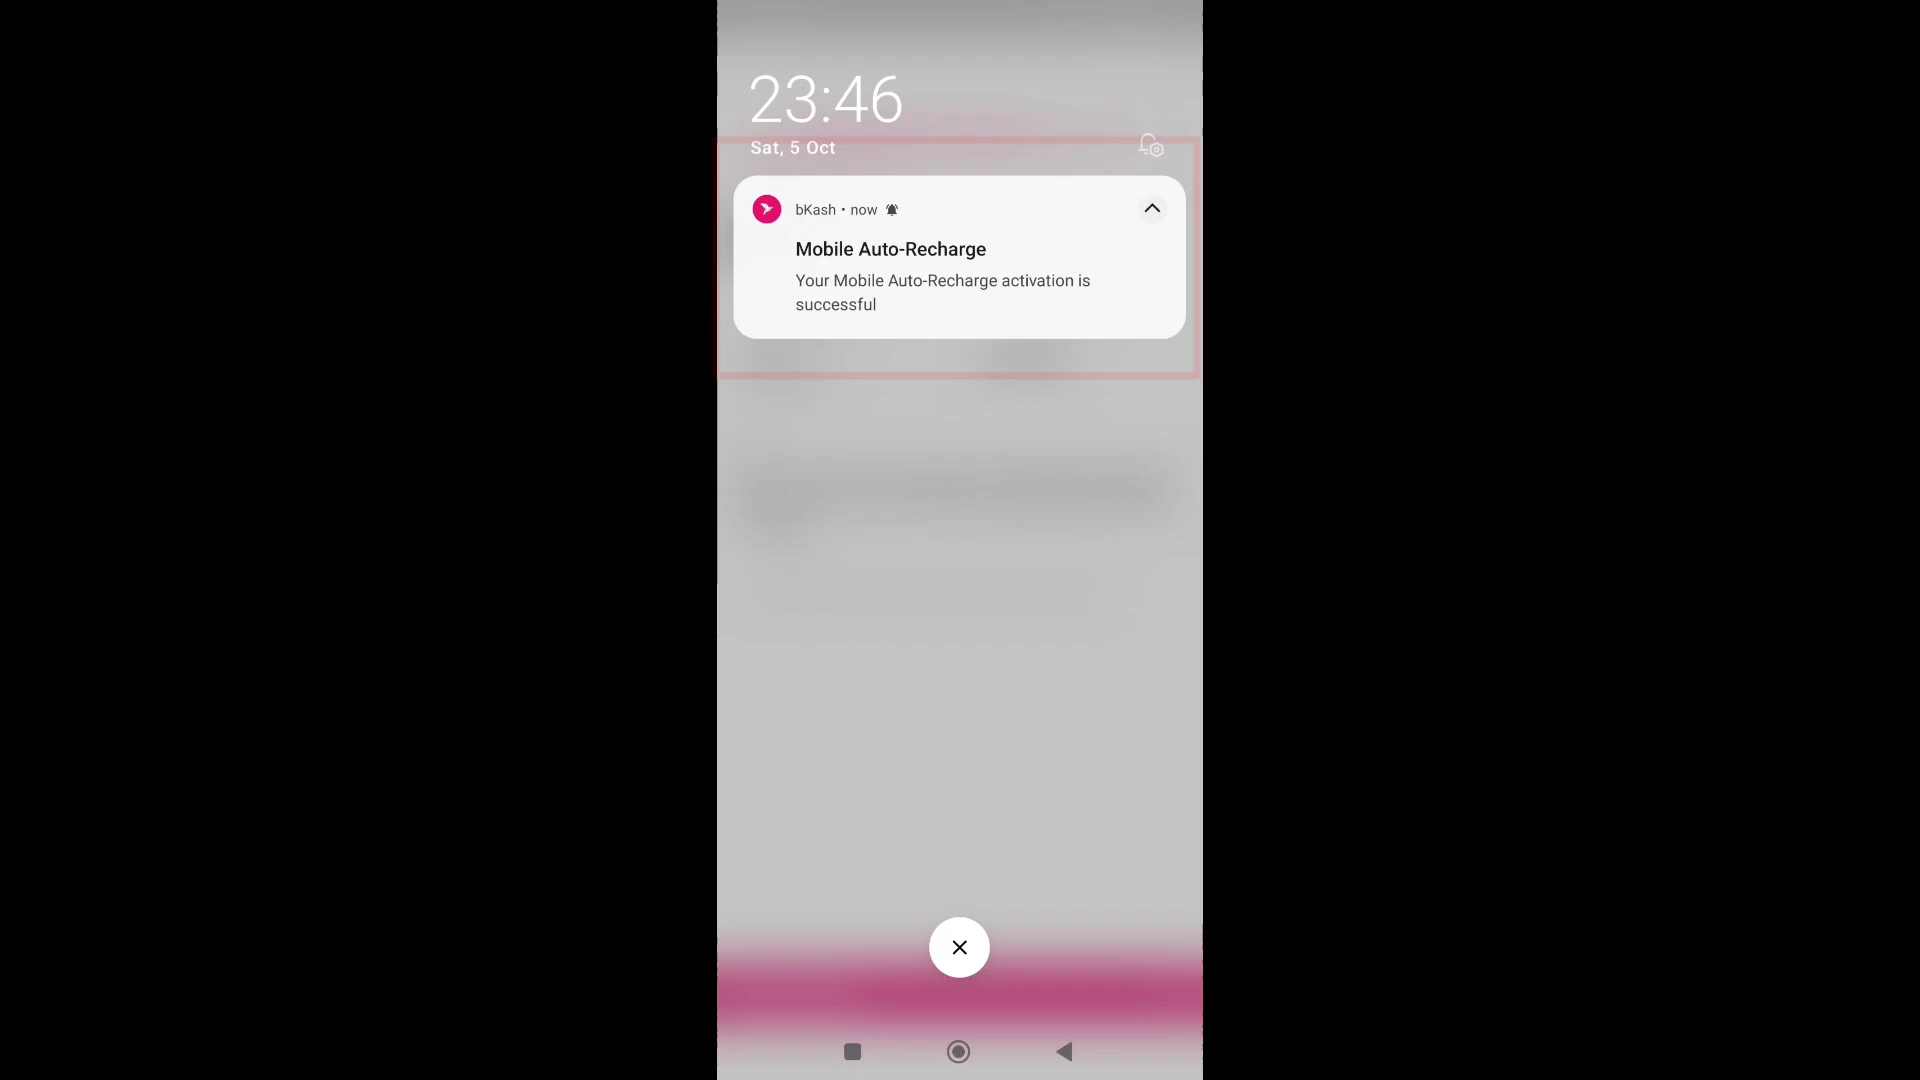 23:46
Sat, 5 Oct
bKash • now
Mobile Auto-Recharge
Your Mobile Auto-Recharge activation is
successful